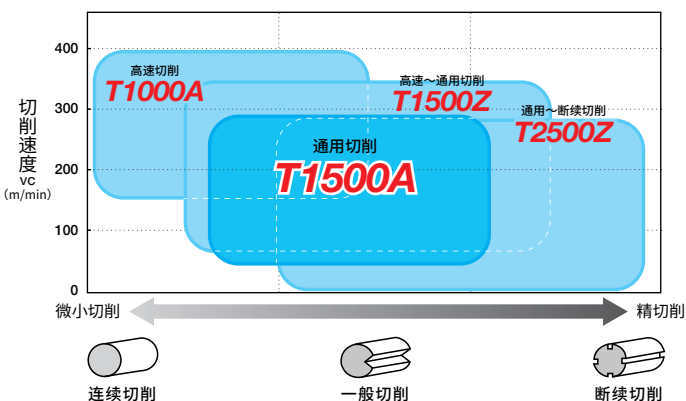 400
300
200
100
0
切削速度
vc
(m/min)
高速切削
T1000A
高速～通用切削
T1500Z
通用～断续切削
T2500Z
通用切削
T1500A
微小切削
精切削
连续切削
一般切削
断续切削